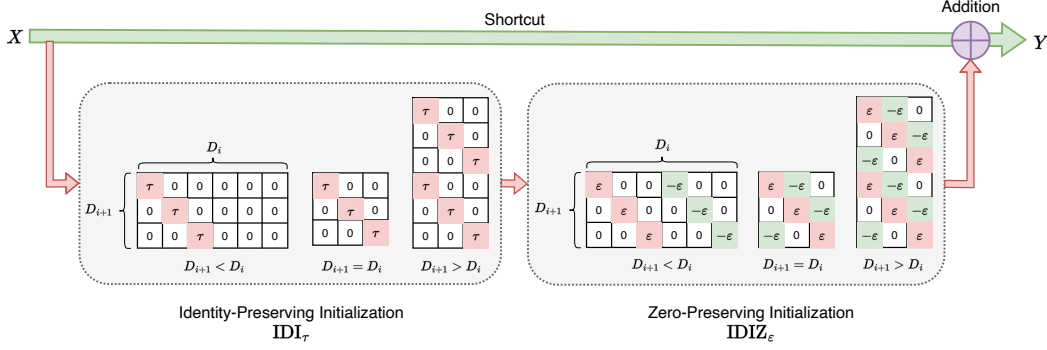 Addition
Shortcut
X
Y
D_i
D_{i+1}
τ 0 0 0 0 0
0 τ 0 0 0 0
0 0 τ 0 0 0
D_{i+1} < D_i
τ 0 0
0 τ 0
0 0 τ
D_{i+1} = D_i
τ 0 0
0 τ 0
0 0 τ
τ 0 0
0 τ 0
0 0 τ
D_{i+1} > D_i
Identity-Preserving Initialization
IDI_τ
D_i
D_{i+1}
ε 0 0 -ε 0 0
0 ε 0 0 -ε 0
0 0 ε 0 0 -ε
D_{i+1} < D_i
ε -ε 0
0 ε -ε
-ε 0 ε
D_{i+1} = D_i
ε -ε 0
0 ε -ε
-ε 0 ε
ε -ε 0
0 ε -ε
-ε 0 ε
D_{i+1} > D_i
Zero-Preserving Initialization
IDIZ_ε